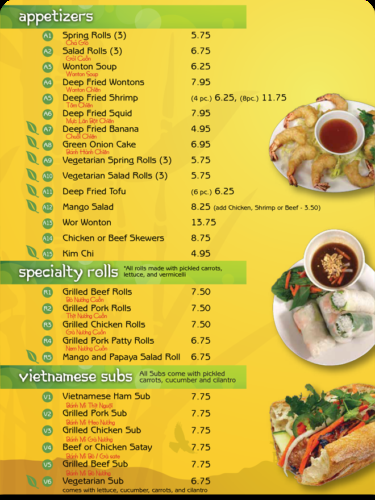 appetizers
A1 Spring Rolls (3) 5.75
Chả Giò
A2 Salad Rolls (3) 6.75
Gỏi Cuốn
A3 Wonton Soup 6.25
Wonton Soup
A4 Deep Fried Wontons 7.95
Wonton Chiên
A5 Deep Fried Shrimp (4 pc.) 6.25, (8pc.) 11.75
Tôm Chiên
A6 Deep Fried Squid 7.95
Mực Lăn Bột Chiên
A7 Deep Fried Banana 4.95
Chuối Chiên
A8 Green Onion Cake 6.95
Bánh Hành Chiên
A9 Vegetarian Spring Rolls (3) 5.75
A10 Vegetarian Salad Rolls (3) 5.75
A11 Deep Fried Tofu (6 pc.) 6.25
A12 Mango Salad 8.25 (add Chicken, Shrimp or Beef - 3.50)
A13 Wor Wonton 13.75
A14 Chicken or Beef Skewers 8.75
A15 Kim Chi 4.95
specialty rolls *All rolls made with pickled carrots,
lettuce, and vermicelli
R1 Grilled Beef Rolls 7.50
Bò Nướng Cuốn
R2 Grilled Pork Rolls 7.50
Thịt Nướng Cuốn
R3 Grilled Chicken Rolls 7.50
Gà Nướng Cuốn
R4 Grilled Pork Patty Rolls 6.75
Nem Nướng Cuốn
R5 Mango and Papaya Salad Roll 6.75
vietnamese subs All Subs come with pickled
carrots, cucumber and cilantro
V1 Vietnamese Ham Sub 7.75
Bánh Mì Thịt Nguội
V2 Grilled Pork Sub 7.75
Bánh Mì Heo Nướng
V3 Grilled Chicken Sub 7.75
Bánh Mì Gà Nướng
V4 Beef or Chicken Satay 7.75
Bánh Mì Bò / Gà sate
V5 Grilled Beef Sub 7.75
Bánh Mì Bò Nướng
V6 Vegetarian Sub 6.75
comes with lettuce, cucumber, carrots, and cilantro